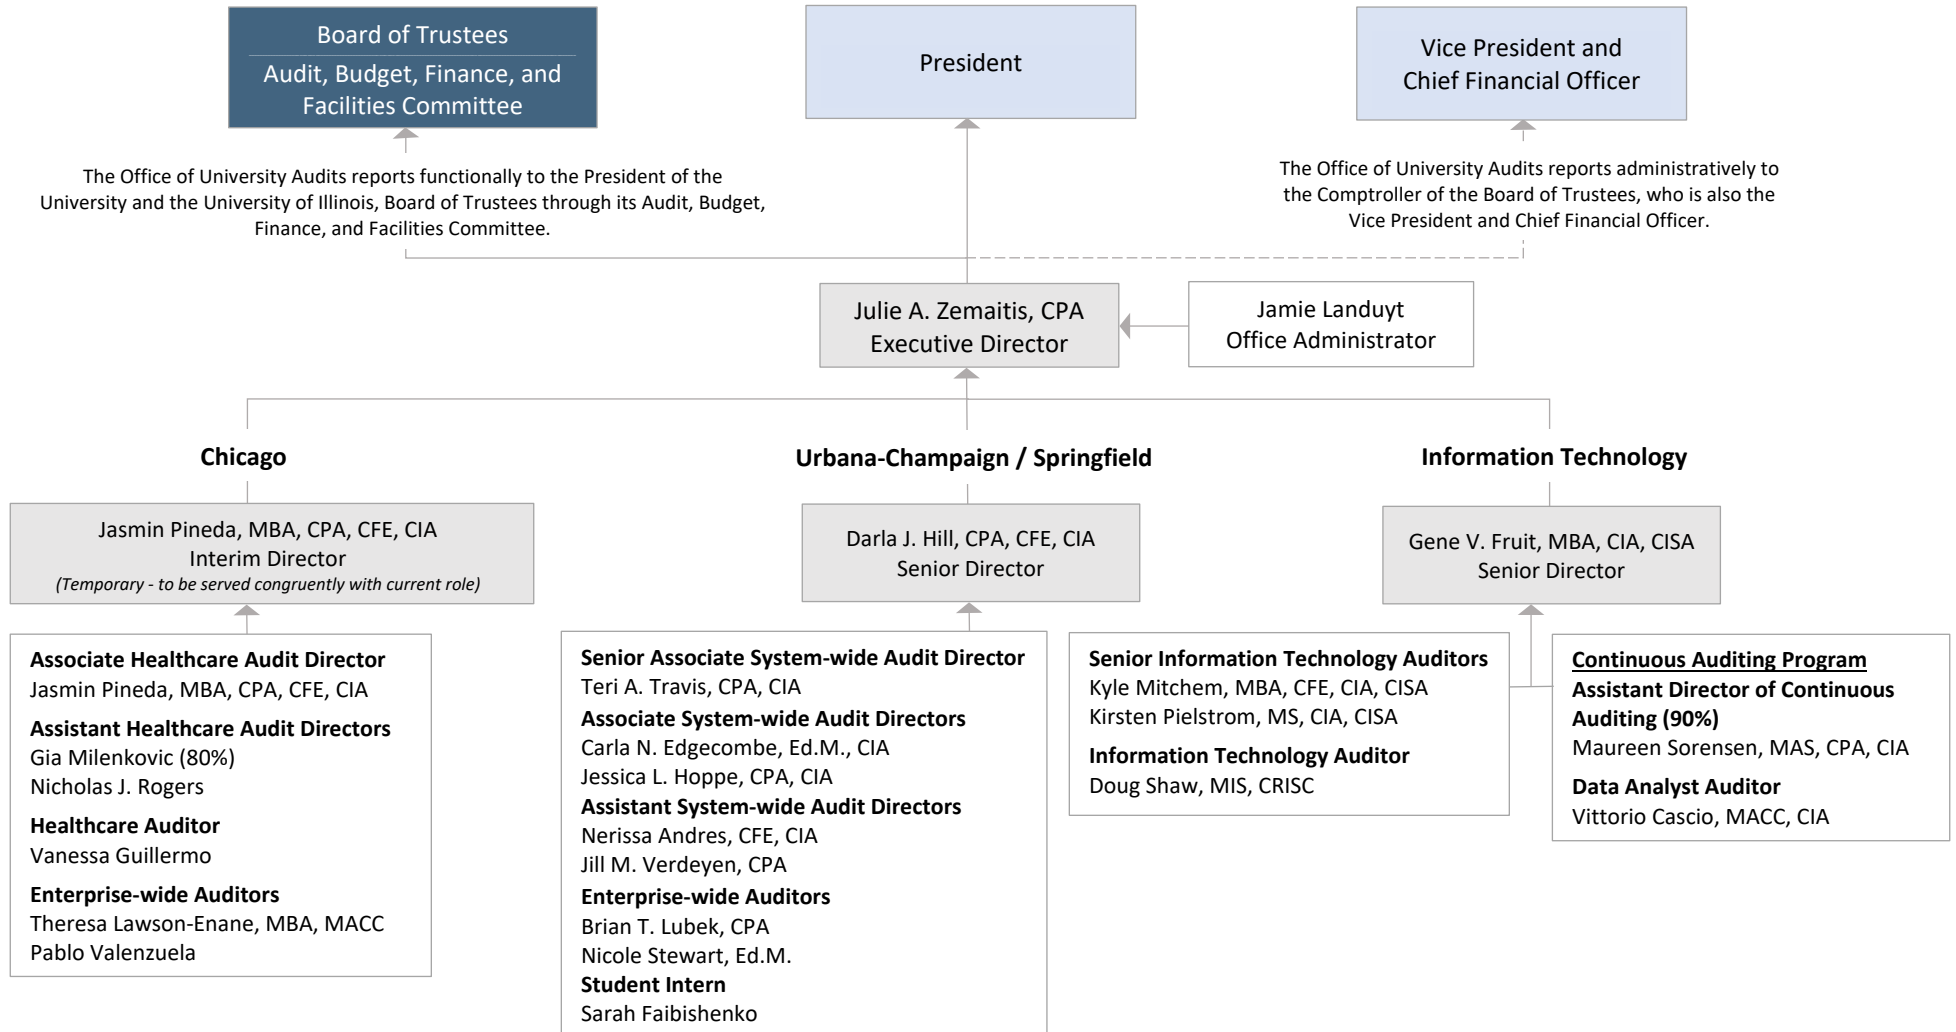 Board of Trustees
Audit, Budget, Finance, and
Facilities Committee
President
Vice President and
Chief Financial Officer
The Office of University Audits reports functionally to the President of the
University and the University of Illinois, Board of Trustees through its Audit, Budget,
Finance, and Facilities Committee.
The Office of University Audits reports administratively to
the Comptroller of the Board of Trustees, who is also the
Vice President and Chief Financial Officer.
Julie A. Zemaitis, CPA
Executive Director
Jamie Landuyt
Office Administrator
Chicago
Jasmin Pineda, MBA, CPA, CFE, CIA
Interim Director
(Temporary - to be served congruently with current role)
Associate Healthcare Audit Director
Jasmin Pineda, MBA, CPA, CFE, CIA
Assistant Healthcare Audit Directors
Gia Milenkovic (80%)
Nicholas J. Rogers
Healthcare Auditor
Vanessa Guillermo
Enterprise-wide Auditors
Theresa Lawson-Enane, MBA, MACC
Pablo Valenzuela
Urbana-Champaign / Springfield
Darla J. Hill, CPA, CFE, CIA
Senior Director
Senior Associate System-wide Audit Director
Teri A. Travis, CPA, CIA
Associate System-wide Audit Directors
Carla N. Edgecombe, Ed.M., CIA
Jessica L. Hoppe, CPA, CIA
Assistant System-wide Audit Directors
Nerissa Andres, CFE, CIA
Jill M. Verdeyen, CPA
Enterprise-wide Auditors
Brian T. Lubek, CPA
Nicole Stewart, Ed.M.
Student Intern
Sarah Faibishenko
Information Technology
Gene V. Fruit, MBA, CIA, CISA
Senior Director
Senior Information Technology Auditors
Kyle Mitchem, MBA, CFE, CIA, CISA
Kirsten Pielstrom, MS, CIA, CISA
Information Technology Auditor
Doug Shaw, MIS, CRISC
Continuous Auditing Program
Assistant Director of Continuous
Auditing (90%)
Maureen Sorensen, MAS, CPA, CIA
Data Analyst Auditor
Vittorio Cascio, MACC, CIA